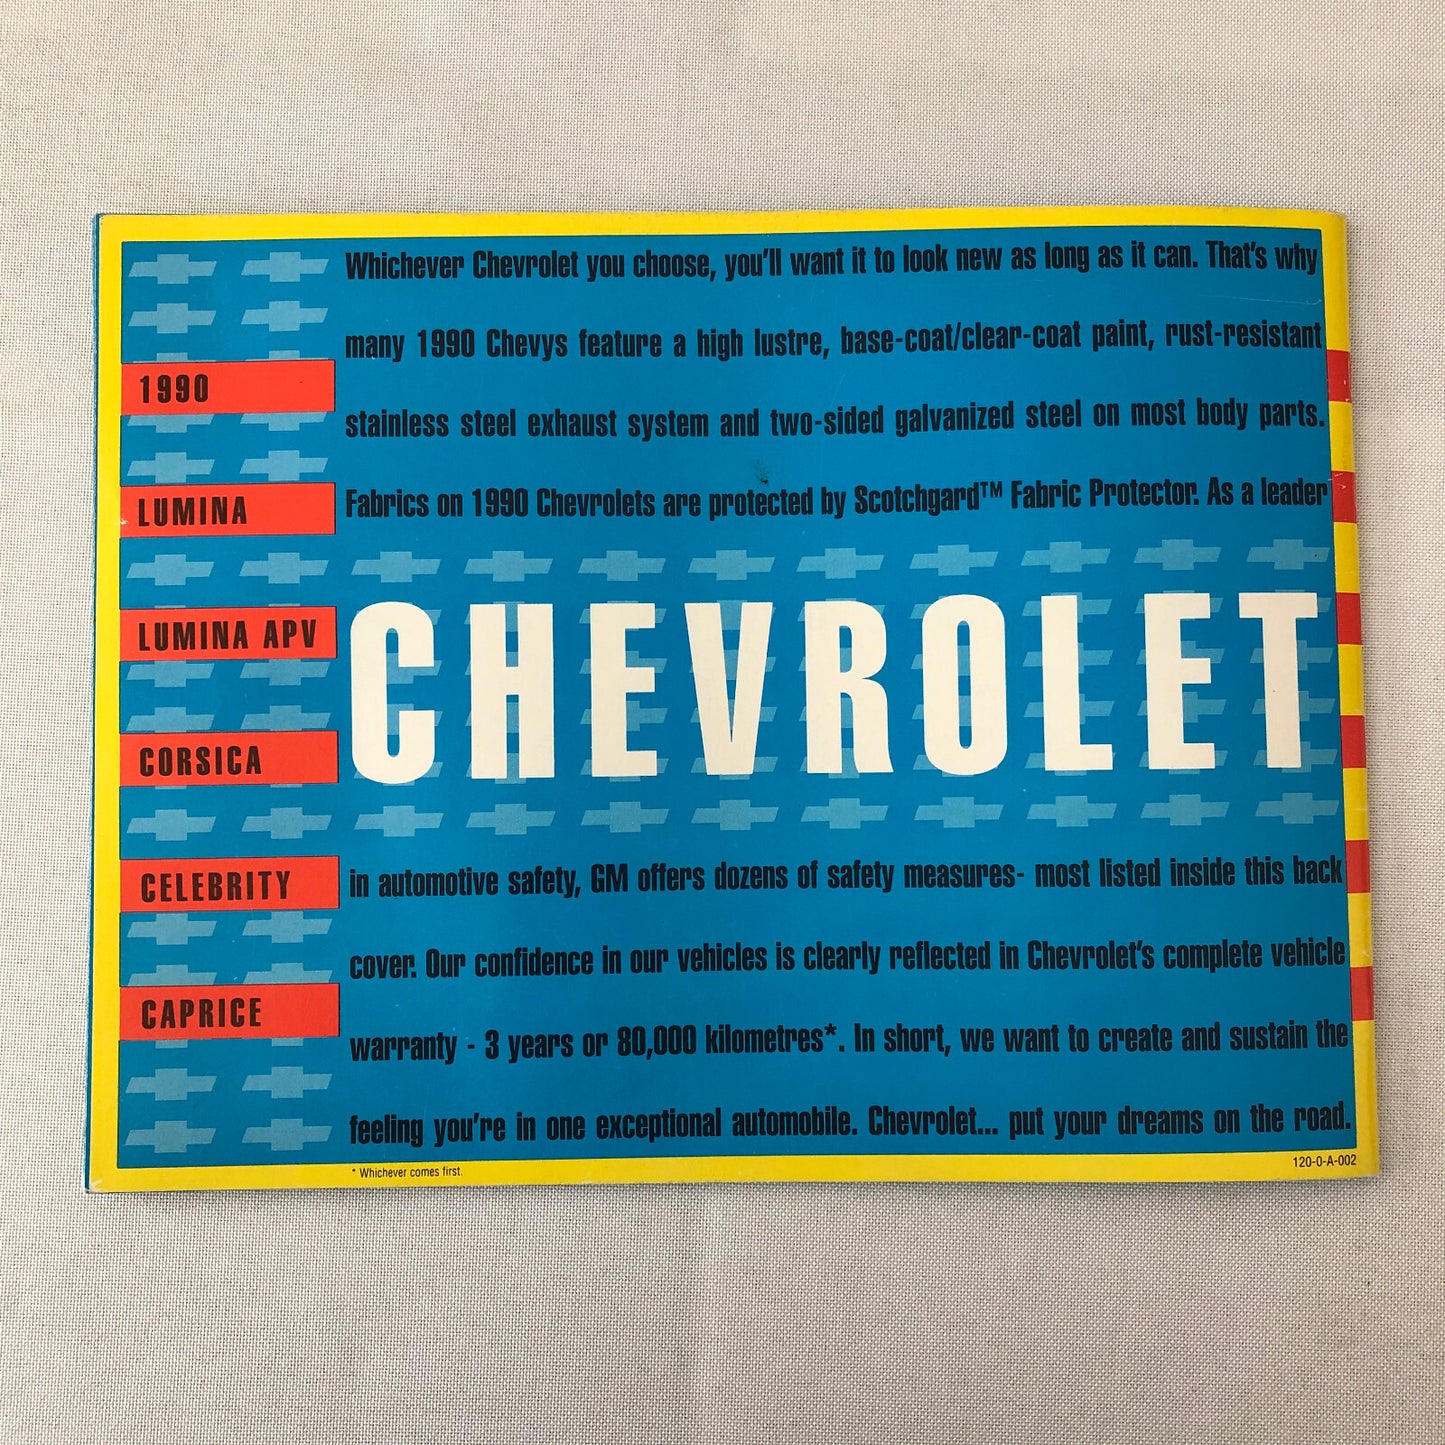 1990
LUMINA
LUMINA APV
CORSICA
CELEBRITY
CAPRICE
Whichever Chevrolet you choose, you'll want it to look new as long as it can. That's why
many 1990 Chevys feature a high lustre, base-coat/clear-coat paint, rust-resistant
stainless steel exhaust system and two-sided galvanized steel on most body parts.
Fabrics on 1990 Chevrolets are protected by Scotchgard™ Fabric Protector. As a leader
CHEVROLET
in automotive safety, GM offers dozens of safety measures- most listed inside this back
cover. Our confidence in our vehicles is clearly reflected in Chevrolet's complete vehicle
warranty - 3 years or 80,000 kilometres*. In short, we want to create and sustain the
feeling you're in one exceptional automobile. Chevrolet... put your dreams on the road.
* Whichever comes first.
120-0-A-002